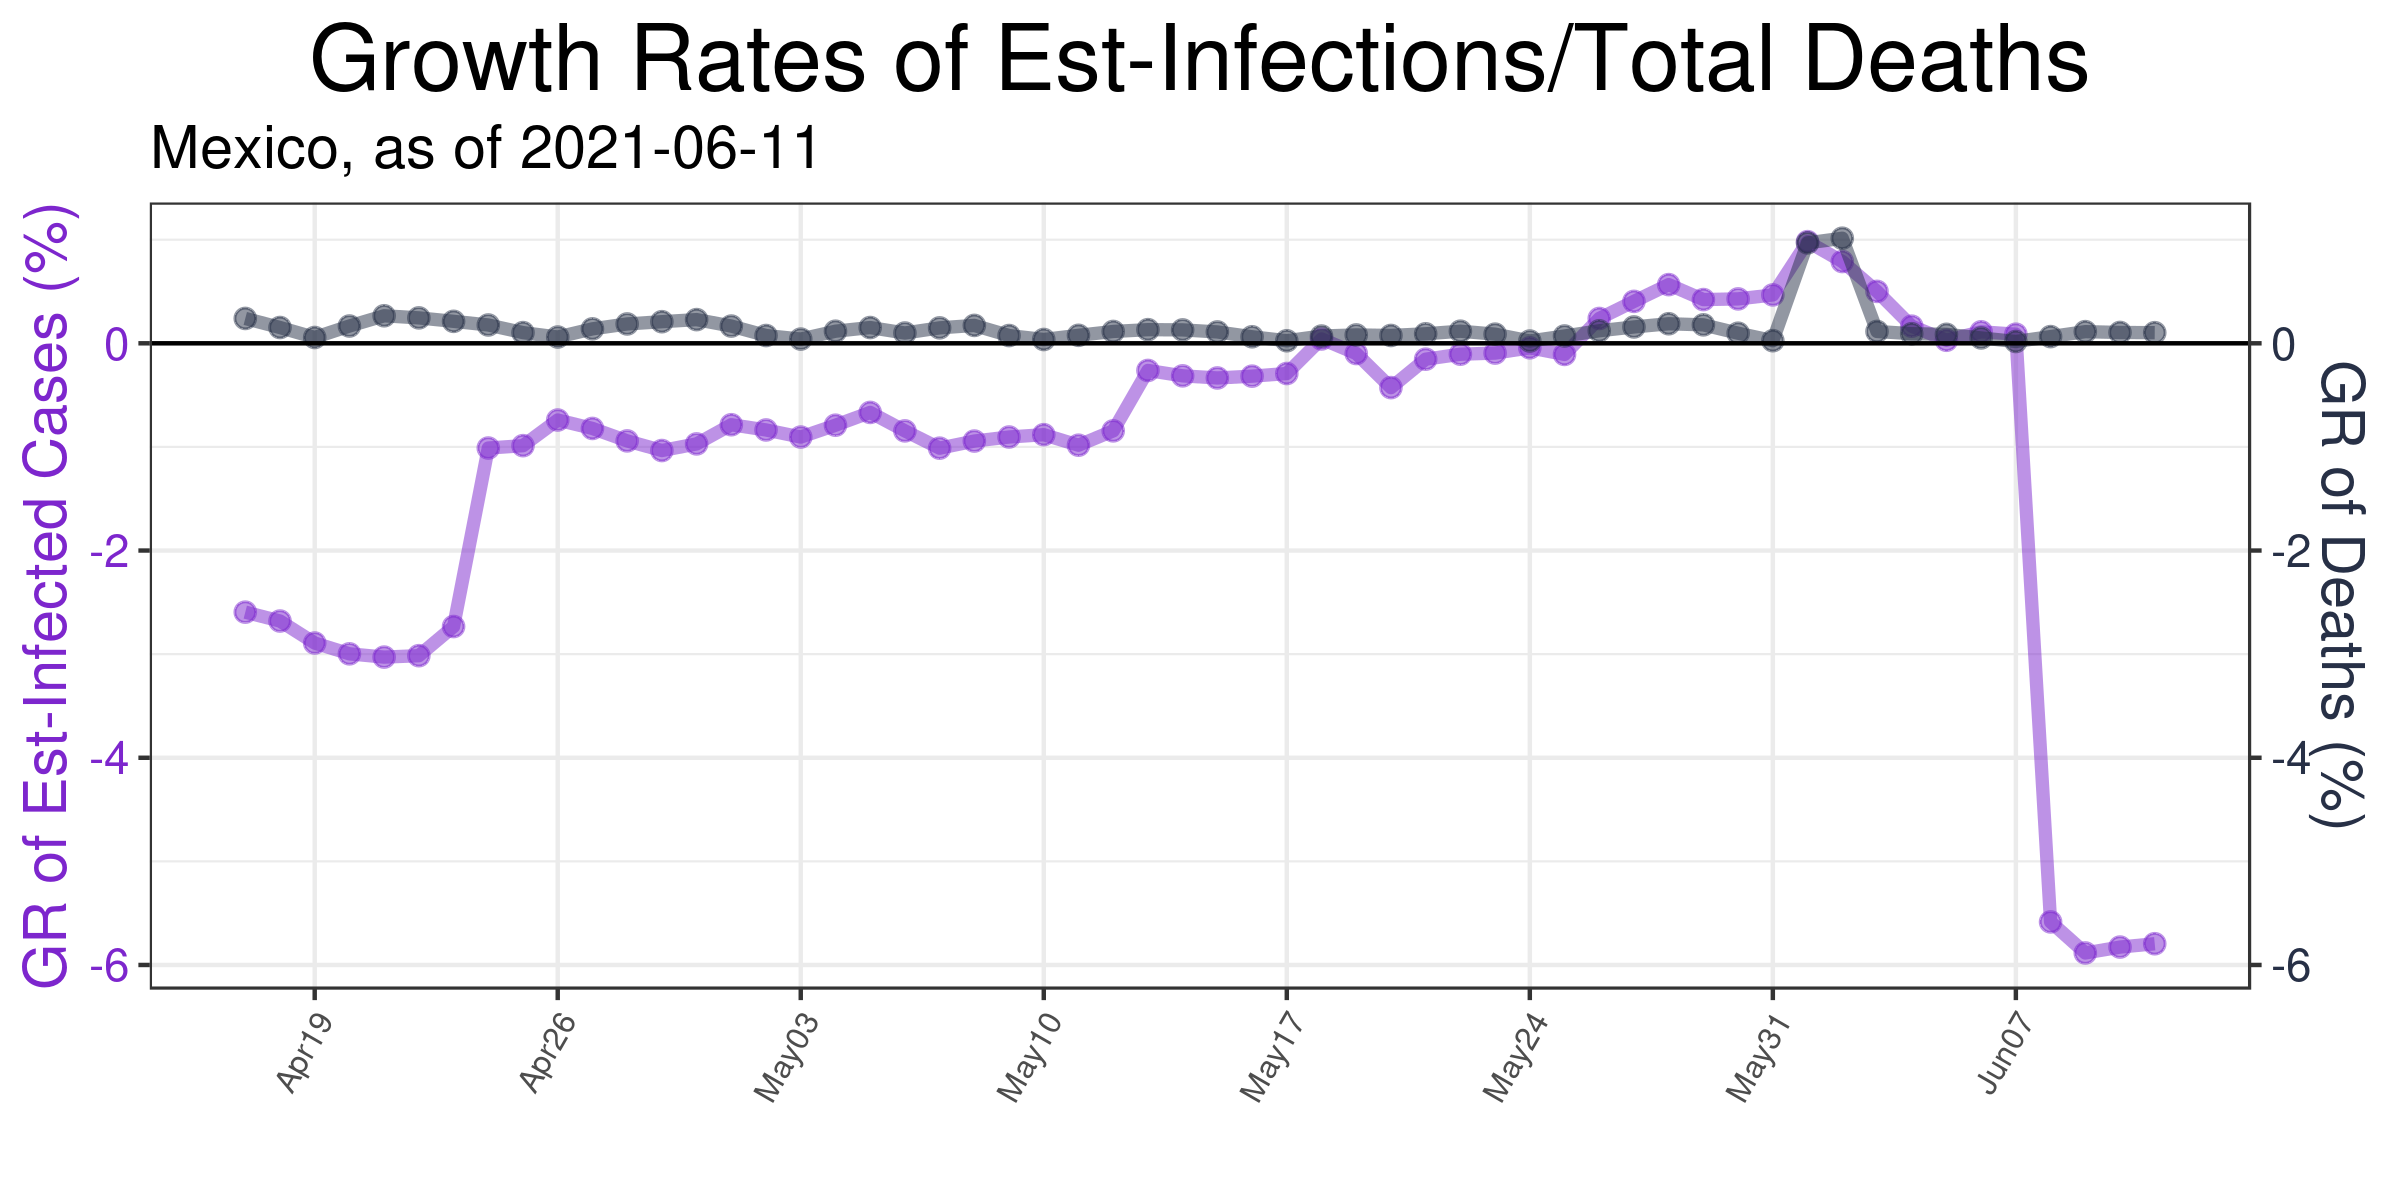 Growth Rates of Est-Infections/Total Deaths
Mexico, as of 2021-06-11
GR of Est-Infected Cases (%)
0
-2
-4
-6
0
-2
-4
-6
GR of Deaths (%)
Apr19
Apr26
May03
May10
May17
May24
May31
Jun07